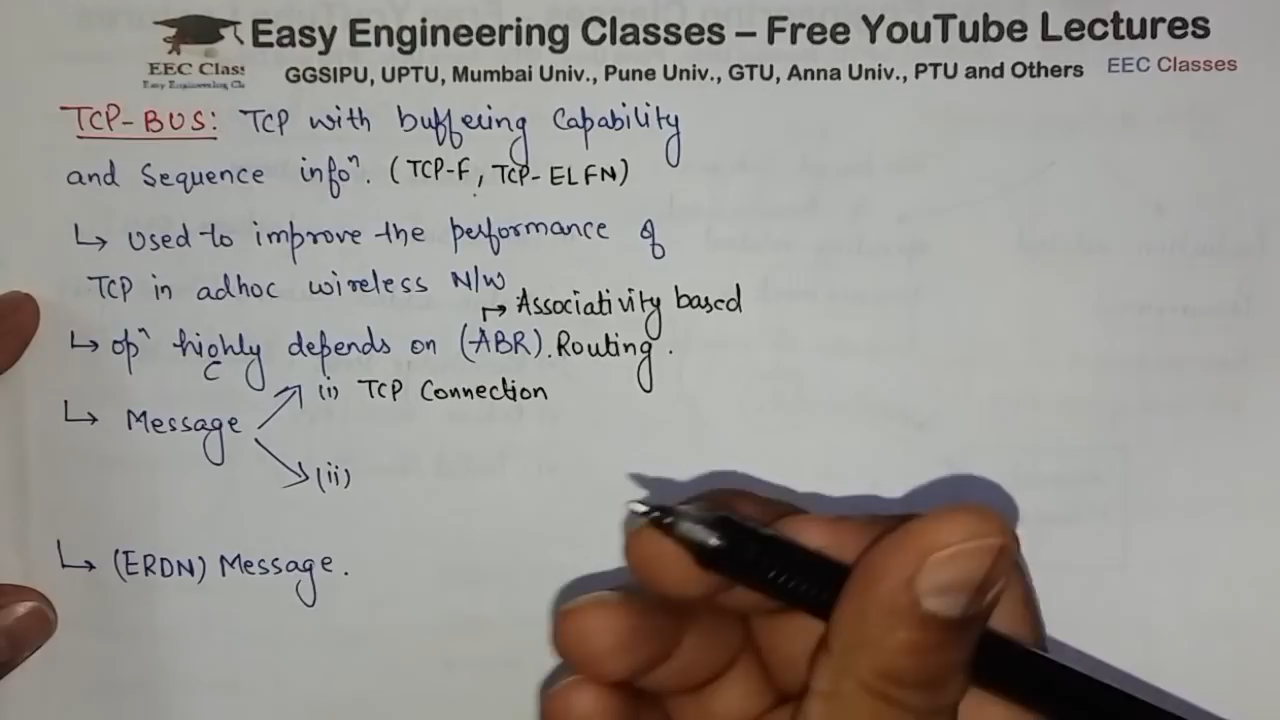 Easy Engineering Classes – Free YouTube Lectures
EEC Class
Easy Engineering Cl
GGSIPU, UPTU, Mumbai Univ., Pune Univ., GTU, Anna Univ., PTU and Others
EEC Classes
TCP-BUS: TCP with buffering Capability
and Sequence infoⁿ. (TCP-F, TCP-ELFN)
↳ Used to improve the performance of
TCP in adhoc wireless N/W
↳ Associativity based
↳ opⁿ highly depends on (ABR). Routing.
(i) TCP Connection
↳ Message
(ii)
↳ (ERDN) Message.